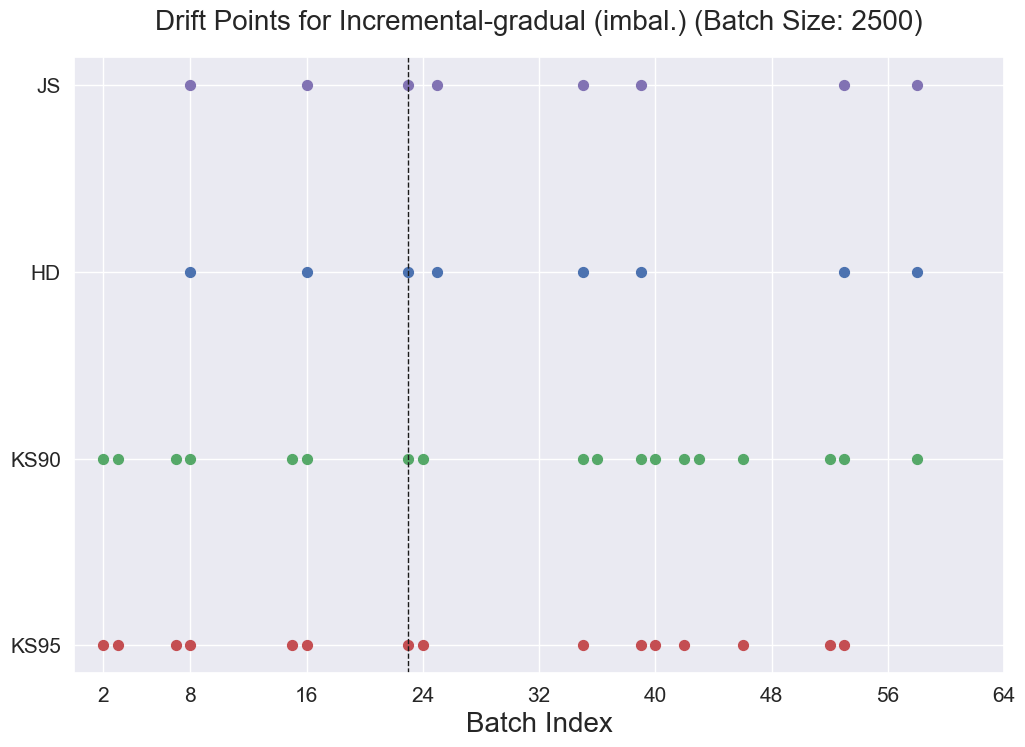 Drift Points for Incremental-gradual (imbal.) (Batch Size: 2500)
JS
HD
KS90
KS95
2 8 16 24 32 40 48 56 64
Batch Index